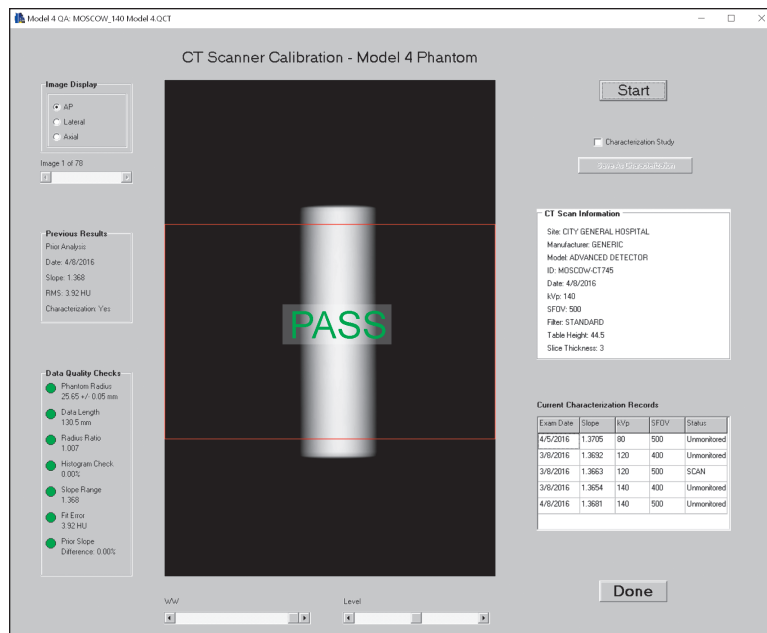 Model 4 QA: MOSCOW_140 Model 4.QCT
CT Scanner Calibration - Model 4 Phantom
Image Display
AP
Lateral
Axial
Image 1 of 78
Previous Results
Prior Analysis
Date: 4/8/2016
Slope: 1.368
RMS: 3.92 HU
Characterization: Yes
Data Quality Checks
Phantom Radius
25.65 +/- 0.05 mm
Data Length
130.5 mm
Radius Ratio
1.007
Histogram Check
0.00%
Slope Range
1.368
Fit Error
3.92 HU
Prior Slope
Difference: 0.00%
PASS
WW
Level
Start
Characterization Study
Save As Characterization
CT Scan Information
Site: CITY GENERAL HOSPITAL
Manufacturer: GENERIC
Model: ADVANCED DETECTOR
ID: MOSCOW-CT745
Date: 4/8/2016
kVp: 140
SFOV: 500
Filter: STANDARD
Table Height: 44.5
Slice Thickness: 3
Current Characterization Records
Exam Date Slope kVp SFOV Status
4/5/2016 1.3705 80 500 Unmonitored
3/8/2016 1.3692 120 400 Unmonitored
3/8/2016 1.3663 120 500 SCAN
3/8/2016 1.3654 140 400 Unmonitored
4/8/2016 1.3681 140 500 Unmonitored
Done